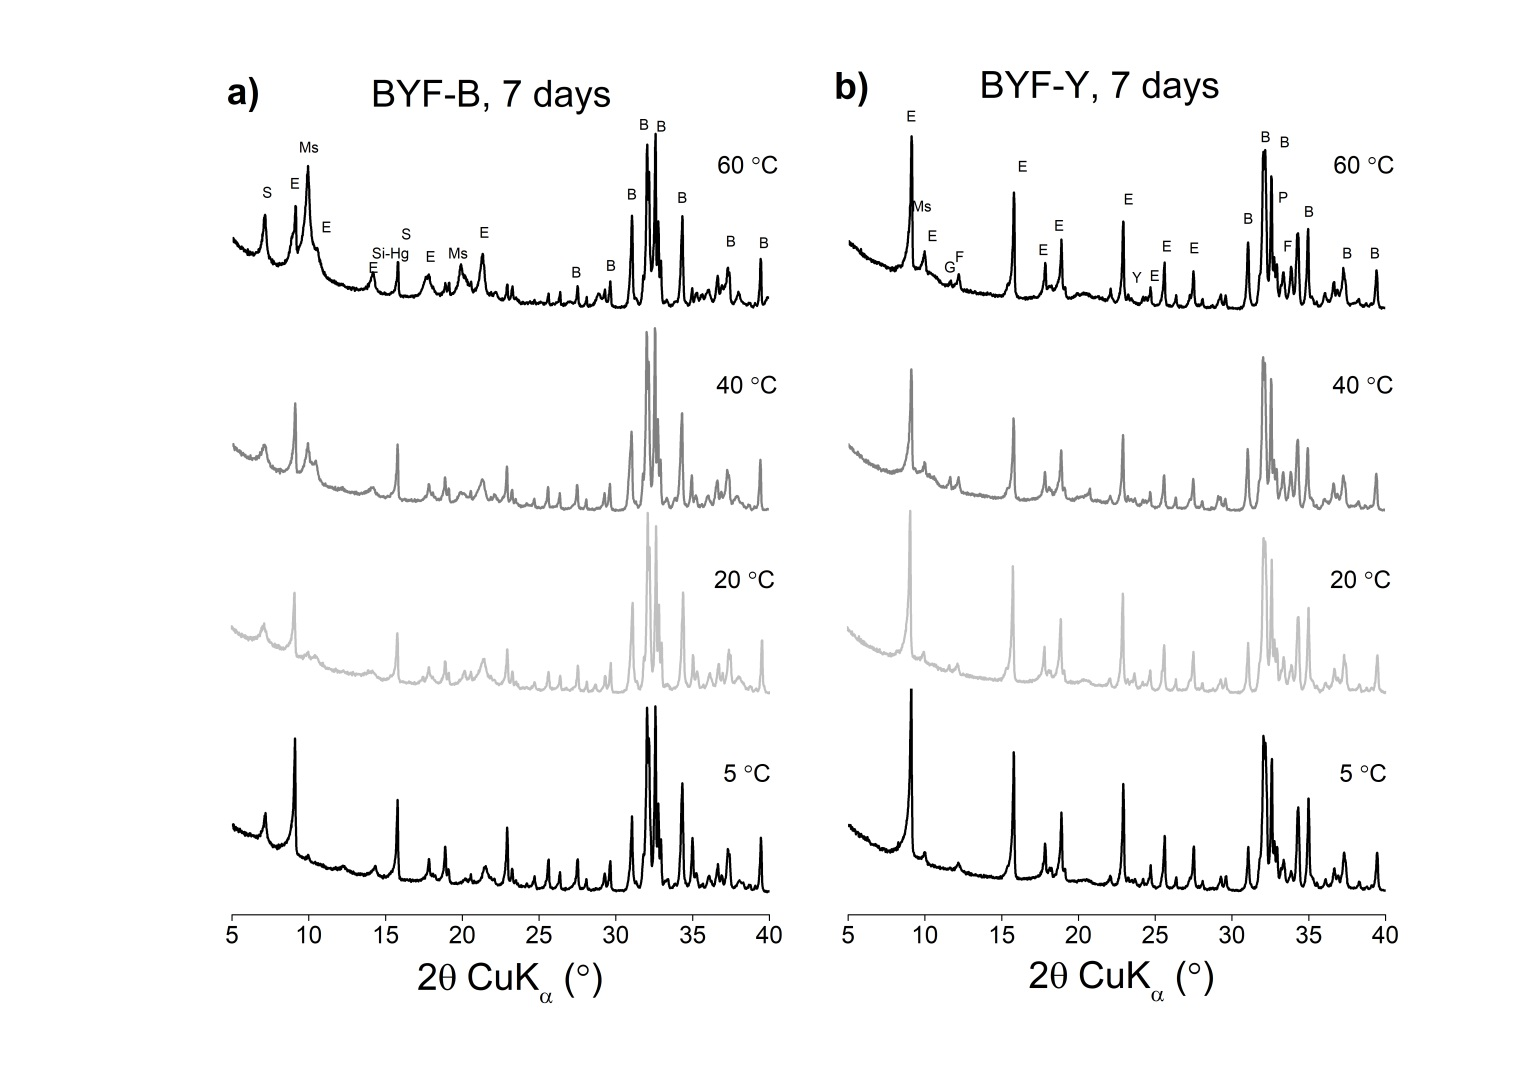 a) BYF-B, 7 days
B B
Ms
60 °C
S E B B
E S
Si-Hg E Ms E
E B B B B
40 °C
20 °C
5 °C
5 10 15 20 25 30 35 40
2θ CuKα (°)
b) BYF-Y, 7 days
E
B B
60 °C
E
E P
Ms B B
E E
G F E E E F B B
Y E
40 °C
20 °C
5 °C
5 10 15 20 25 30 35 40
2θ CuKα (°)